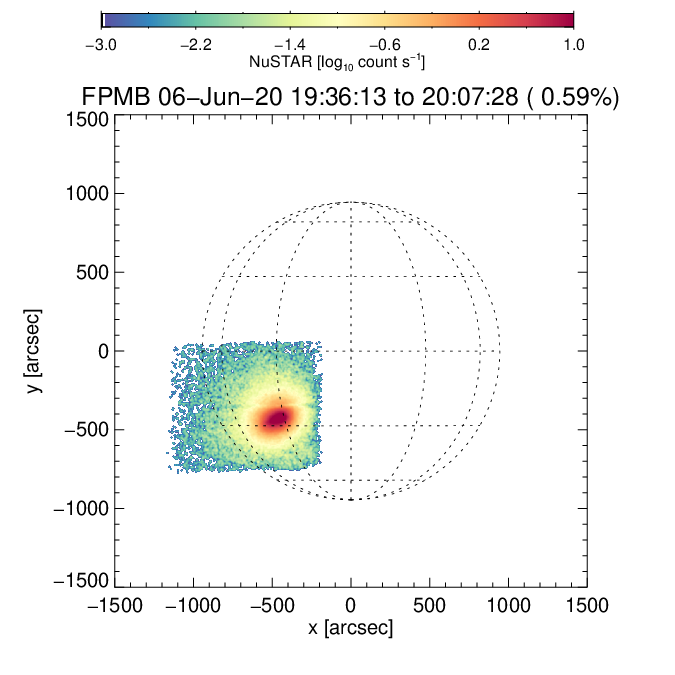 −3.0 −2.2 −1.4 −0.6 0.2 1.0
NuSTAR [log₁₀ count s⁻¹]
FPMB 06−Jun−20 19:36:13 to 20:07:28 ( 0.59%)
1500
1000
500
0
−500
−1000
−1500
y [arcsec]
−1500 −1000 −500 0 500 1000 1500
x [arcsec]